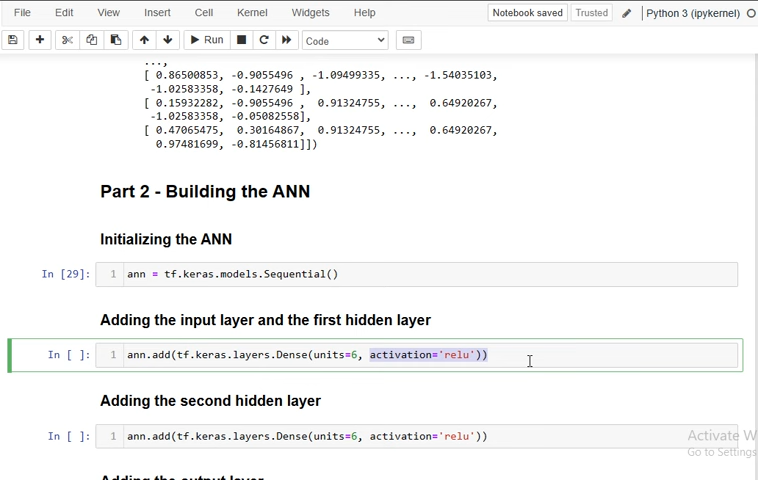 File Edit View Insert Cell Kernel Widgets Help Notebook saved Trusted Python 3 (ipykernel)
Run Code
...,
[ 0.86500853, -0.9055496 , -1.09499335, ..., -1.54035103,
-1.02583358, -0.1427649 ],
[ 0.15932282, -0.9055496 , 0.91324755, ..., 0.64920267,
-1.02583358, -0.05082558],
[ 0.47065475, 0.30164867, 0.91324755, ..., 0.64920267,
0.97481699, -0.81456811]])
Part 2 - Building the ANN
Initializing the ANN
In [29]: 1 ann = tf.keras.models.Sequential()
Adding the input layer and the first hidden layer
In [ ]: 1 ann.add(tf.keras.layers.Dense(units=6, activation='relu'))
Adding the second hidden layer
In [ ]: 1 ann.add(tf.keras.layers.Dense(units=6, activation='relu'))
Activate W
Go to Settings
Adding the output layer